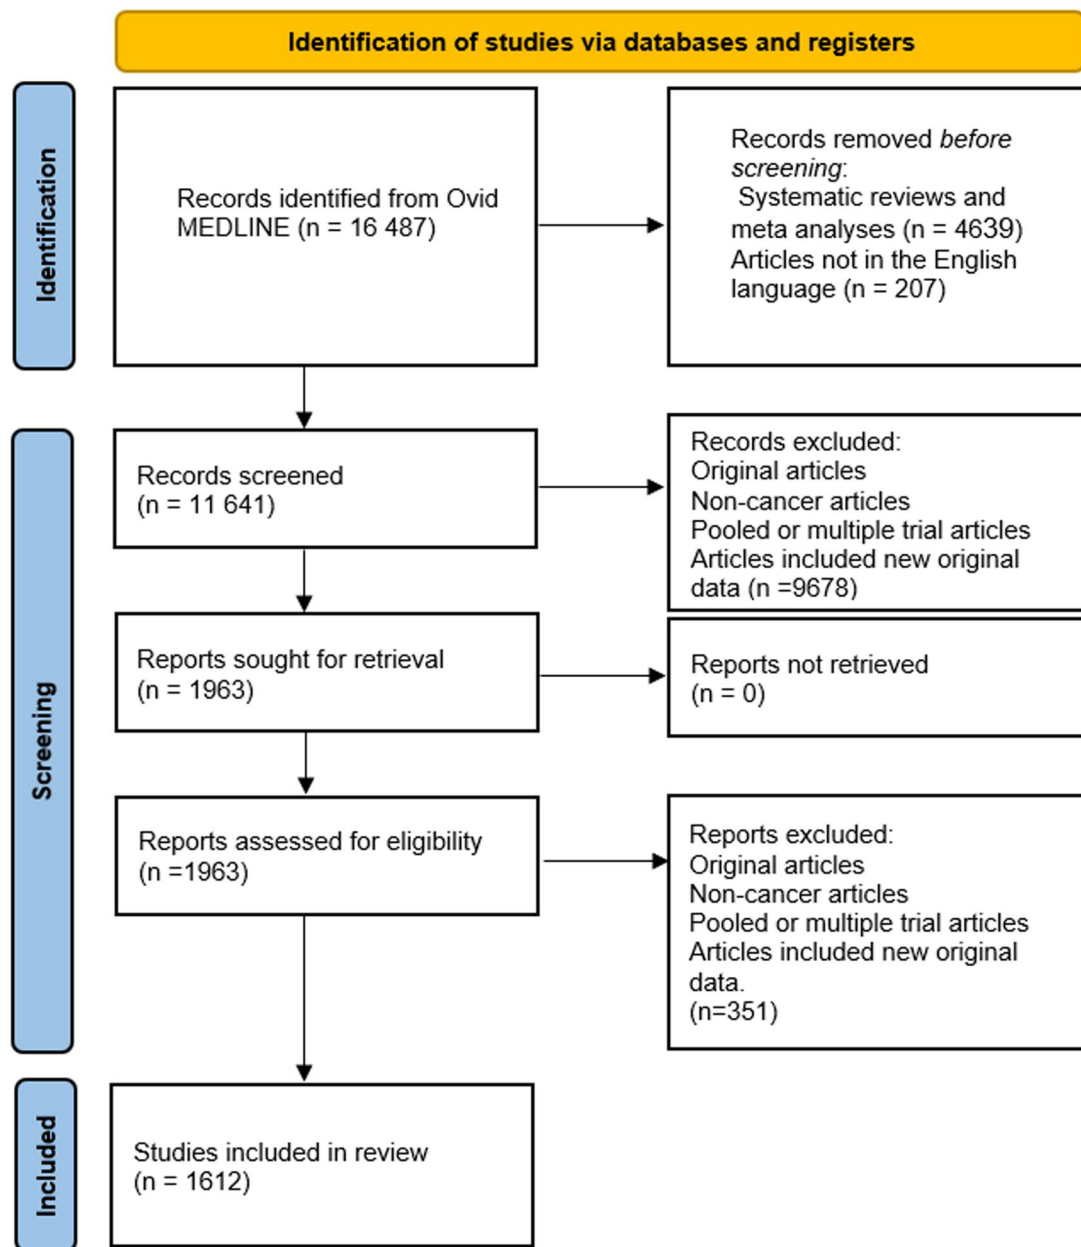 Identification of studies via databases and registers
Identification
Records identified from Ovid
MEDLINE (n = 16 487)
Records removed before
screening:
Systematic reviews and
meta analyses (n = 4639)
Articles not in the English
language (n = 207)
Screening
Records screened
(n = 11 641)
Records excluded:
Original articles
Non-cancer articles
Pooled or multiple trial articles
Articles included new original
data (n =9678)
Reports sought for retrieval
(n = 1963)
Reports not retrieved
(n = 0)
Reports assessed for eligibility
(n =1963)
Reports excluded:
Original articles
Non-cancer articles
Pooled or multiple trial articles
Articles included new original
data.
(n=351)
Included
Studies included in review
(n = 1612)